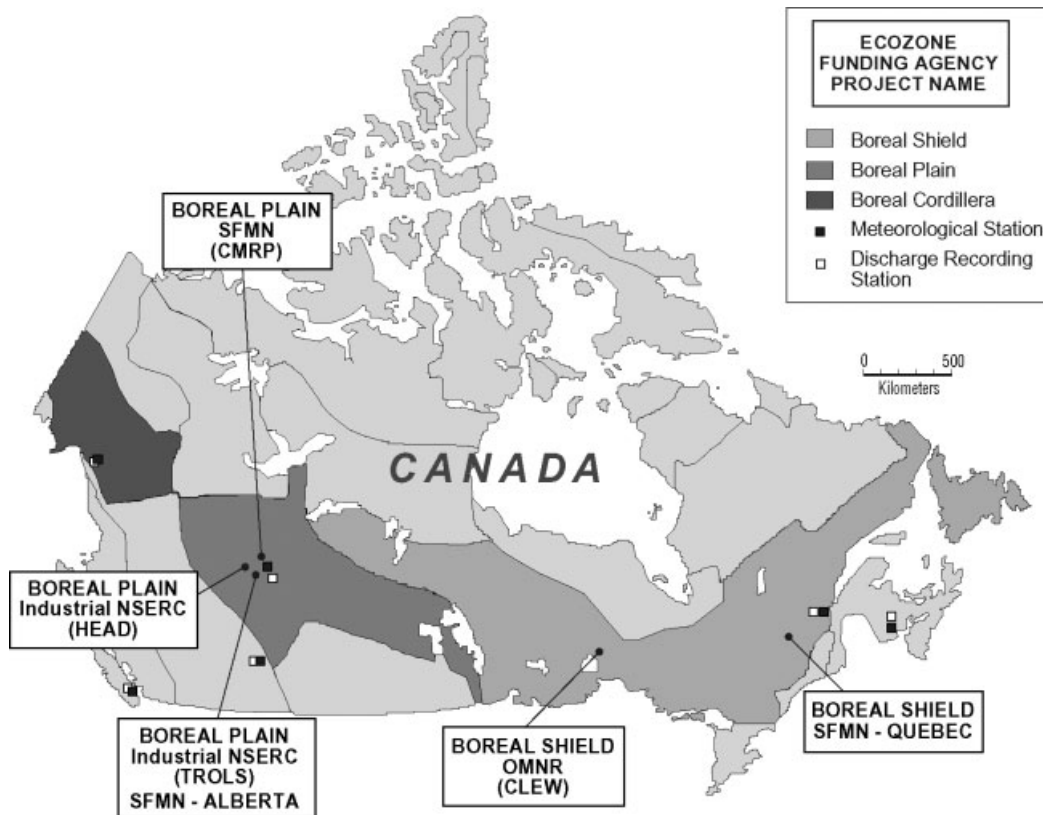 ECOZONE
FUNDING AGENCY
PROJECT NAME
Boreal Shield
Boreal Plain
Boreal Cordillera
Meteorological Station
Discharge Recording
Station
BOREAL PLAIN
SFMN
(CMRP)
0 500
Kilometers
CANADA
BOREAL PLAIN
Industrial NSERC
(HEAD)
BOREAL PLAIN
Industrial NSERC
(TROLS)
SFMN - ALBERTA
BOREAL SHIELD
OMNR
(CLEW)
BOREAL SHIELD
SFMN - QUEBEC